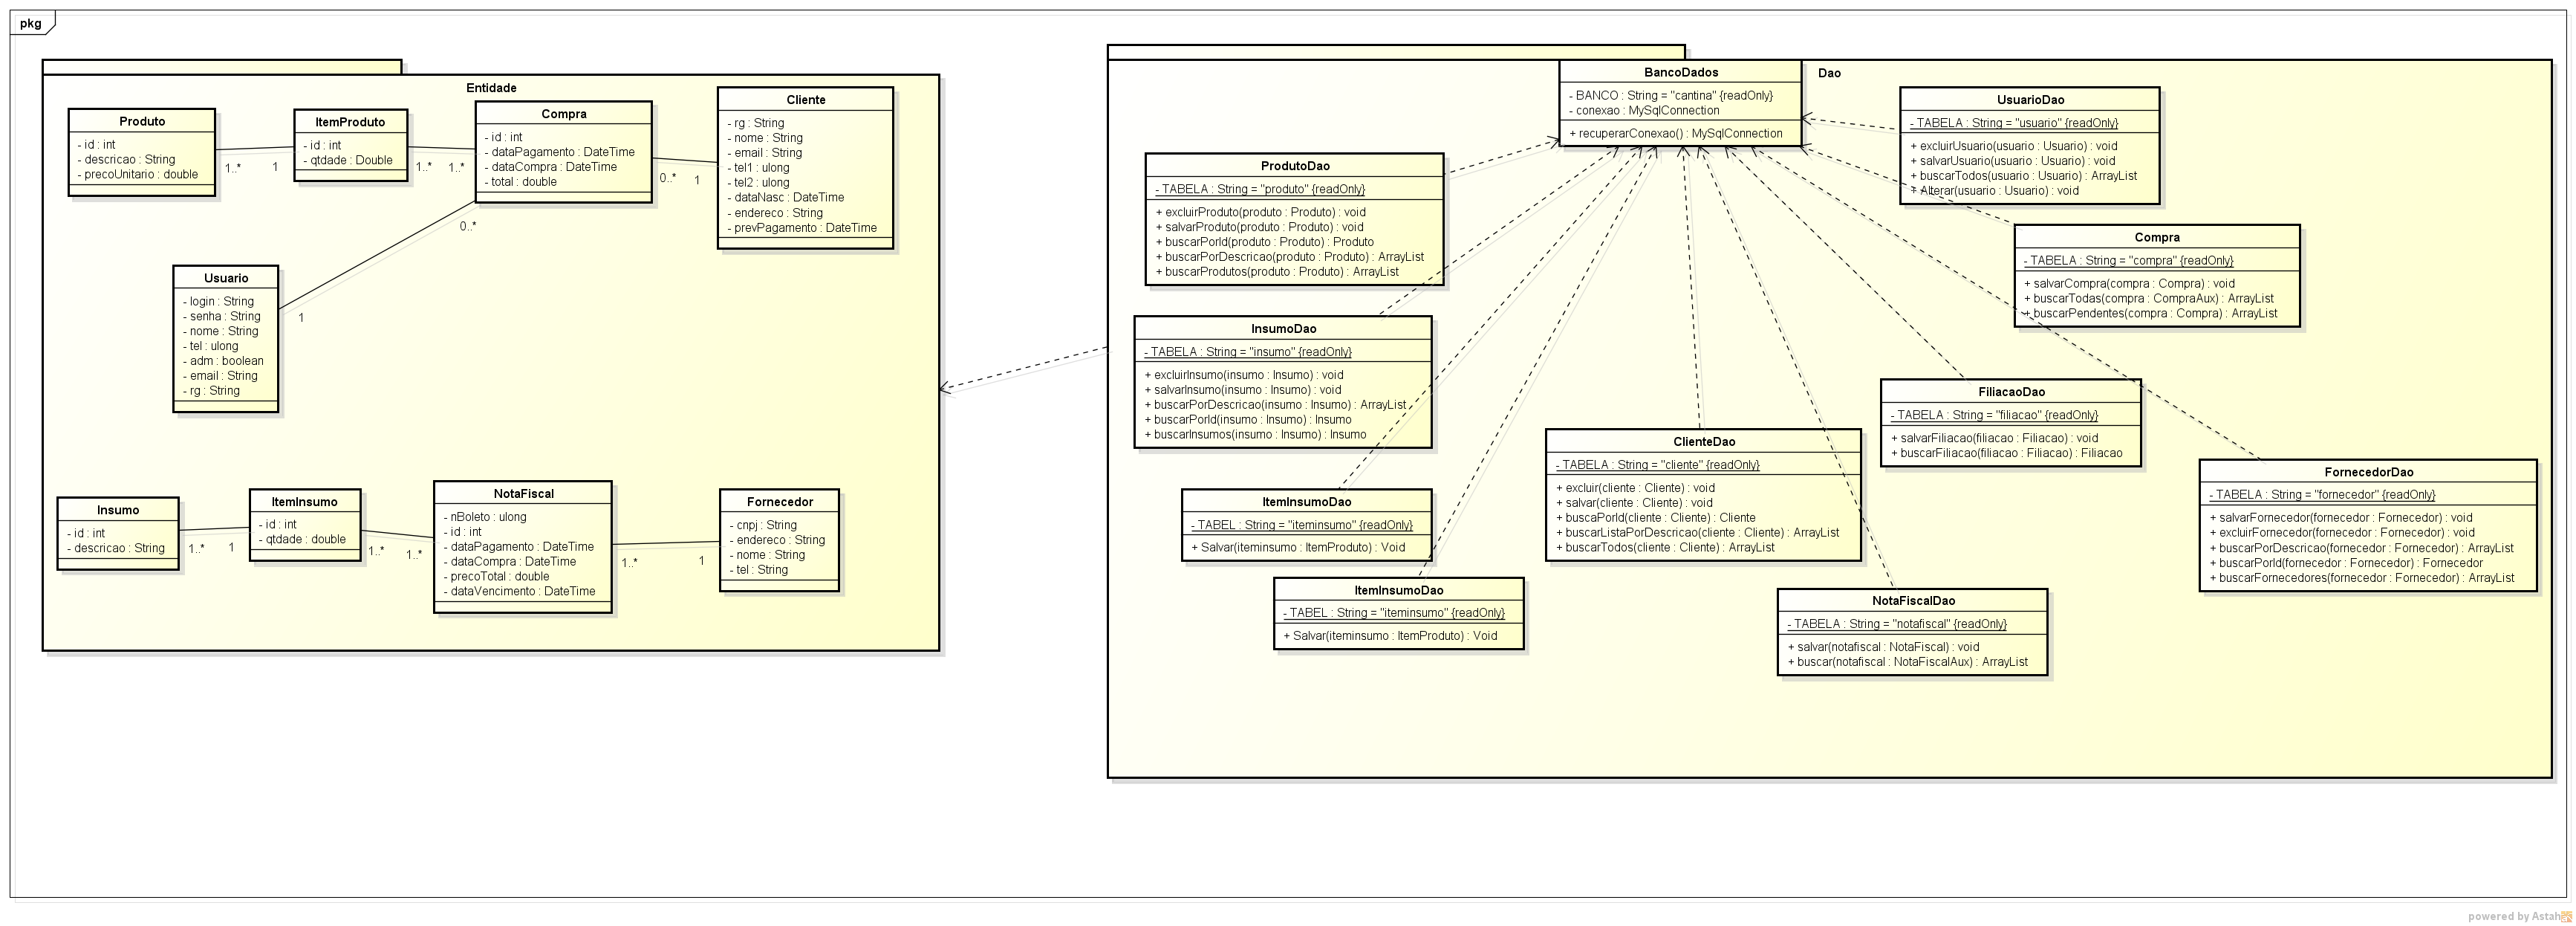 pkg
Entidade
Produto
- id : int
- descricao : String
- precoUnitario : double
1..*
1
ItemProduto
- id : int
- qtdade : Double
1..*
1..*
Compra
- id : int
- dataPagamento : DateTime
- dataCompra : DateTime
- total : double
0..*
1
Cliente
- rg : String
- nome : String
- email : String
- tel1 : ulong
- tel2 : ulong
- dataNasc : DateTime
- endereco : String
- prevPagamento : DateTime
0..*
1
Usuario
- login : String
- senha : String
- nome : String
- tel : ulong
- adm : boolean
- email : String
- rg : String
Insumo
- id : int
- descricao : String
1..*
1
ItemInsumo
- id : int
- qtdade : double
1..*
1..*
NotaFiscal
- nBoleto : ulong
- id : int
- dataPagamento : DateTime
- dataCompra : DateTime
- precoTotal : double
- dataVencimento : DateTime
1..*
1
Fornecedor
- cnpj : String
- endereco : String
- nome : String
- tel : String
Dao
BancoDados
- BANCO : String = "cantina" {readOnly}
- conexao : MySqlConnection
+ recuperarConexao() : MySqlConnection
UsuarioDao
- TABELA : String = "usuario" {readOnly}
+ excluirUsuario(usuario : Usuario) : void
+ salvarUsuario(usuario : Usuario) : void
+ buscarTodos(usuario : Usuario) : ArrayList
+ Alterar(usuario : Usuario) : void
ProdutoDao
- TABELA : String = "produto" {readOnly}
+ excluirProduto(produto : Produto) : void
+ salvarProduto(produto : Produto) : void
+ buscarPorId(produto : Produto) : Produto
+ buscarPorDescricao(produto : Produto) : ArrayList
+ buscarProdutos(produto : Produto) : ArrayList
Compra
- TABELA : String = "compra" {readOnly}
+ salvarCompra(compra : Compra) : void
+ buscarTodas(compra : CompraAux) : ArrayList
+ buscarPendentes(compra : Compra) : ArrayList
InsumoDao
- TABELA : String = "insumo" {readOnly}
+ excluirInsumo(insumo : Insumo) : void
+ salvarInsumo(insumo : Insumo) : void
+ buscarPorDescricao(insumo : Insumo) : ArrayList
+ buscarPorId(insumo : Insumo) : Insumo
+ buscarInsumos(insumo : Insumo) : Insumo
FiliacaoDao
- TABELA : String = "filiacao" {readOnly}
+ salvarFiliacao(filiacao : Filiacao) : void
+ buscarFiliacao(filiacao : Filiacao) : Filiacao
ClienteDao
- TABELA : String = "cliente" {readOnly}
+ excluir(cliente : Cliente) : void
+ salvar(cliente : Cliente) : void
+ buscaPorId(cliente : Cliente) : Cliente
+ buscarListaPorDescricao(cliente : Cliente) : ArrayList
+ buscarTodos(cliente : Cliente) : ArrayList
FornecedorDao
- TABELA : String = "fornecedor" {readOnly}
+ salvarFornecedor(fornecedor : Fornecedor) : void
+ excluirFornecedor(fornecedor : Fornecedor) : void
+ buscarPorDescricao(fornecedor : Fornecedor) : ArrayList
+ buscarPorId(fornecedor : Fornecedor) : Fornecedor
+ buscarFornecedores(fornecedor : Fornecedor) : ArrayList
ItemInsumoDao
- TABEL : String = "iteminsumo" {readOnly}
+ Salvar(iteminsumo : ItemProduto) : Void
ItemInsumoDao
- TABEL : String = "iteminsumo" {readOnly}
+ Salvar(iteminsumo : ItemProduto) : Void
NotaFiscalDao
- TABELA : String = "notafiscal" {readOnly}
+ salvar(notafiscal : NotaFiscal) : void
+ buscar(notafiscal : NotaFiscalAux) : ArrayList
powered by Astah